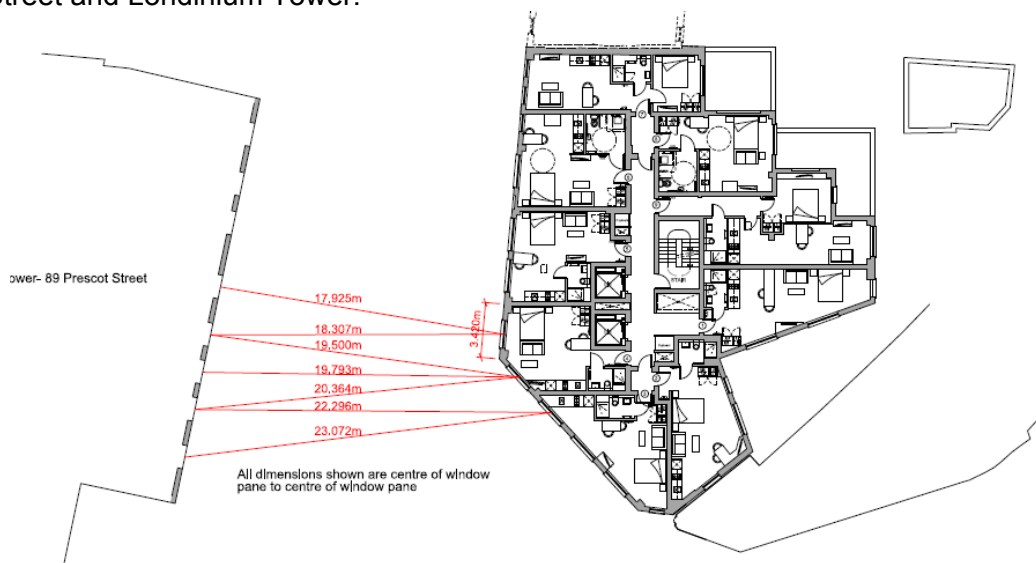 Street and Londinium Tower.
ower- 89 Prescot Street
17,925m
18.307m
3.420m
19,500m
19,793m
20,364m
22,296m
23.072m
All dimensions shown are centre of window
pane to centre of window pane
STAIR